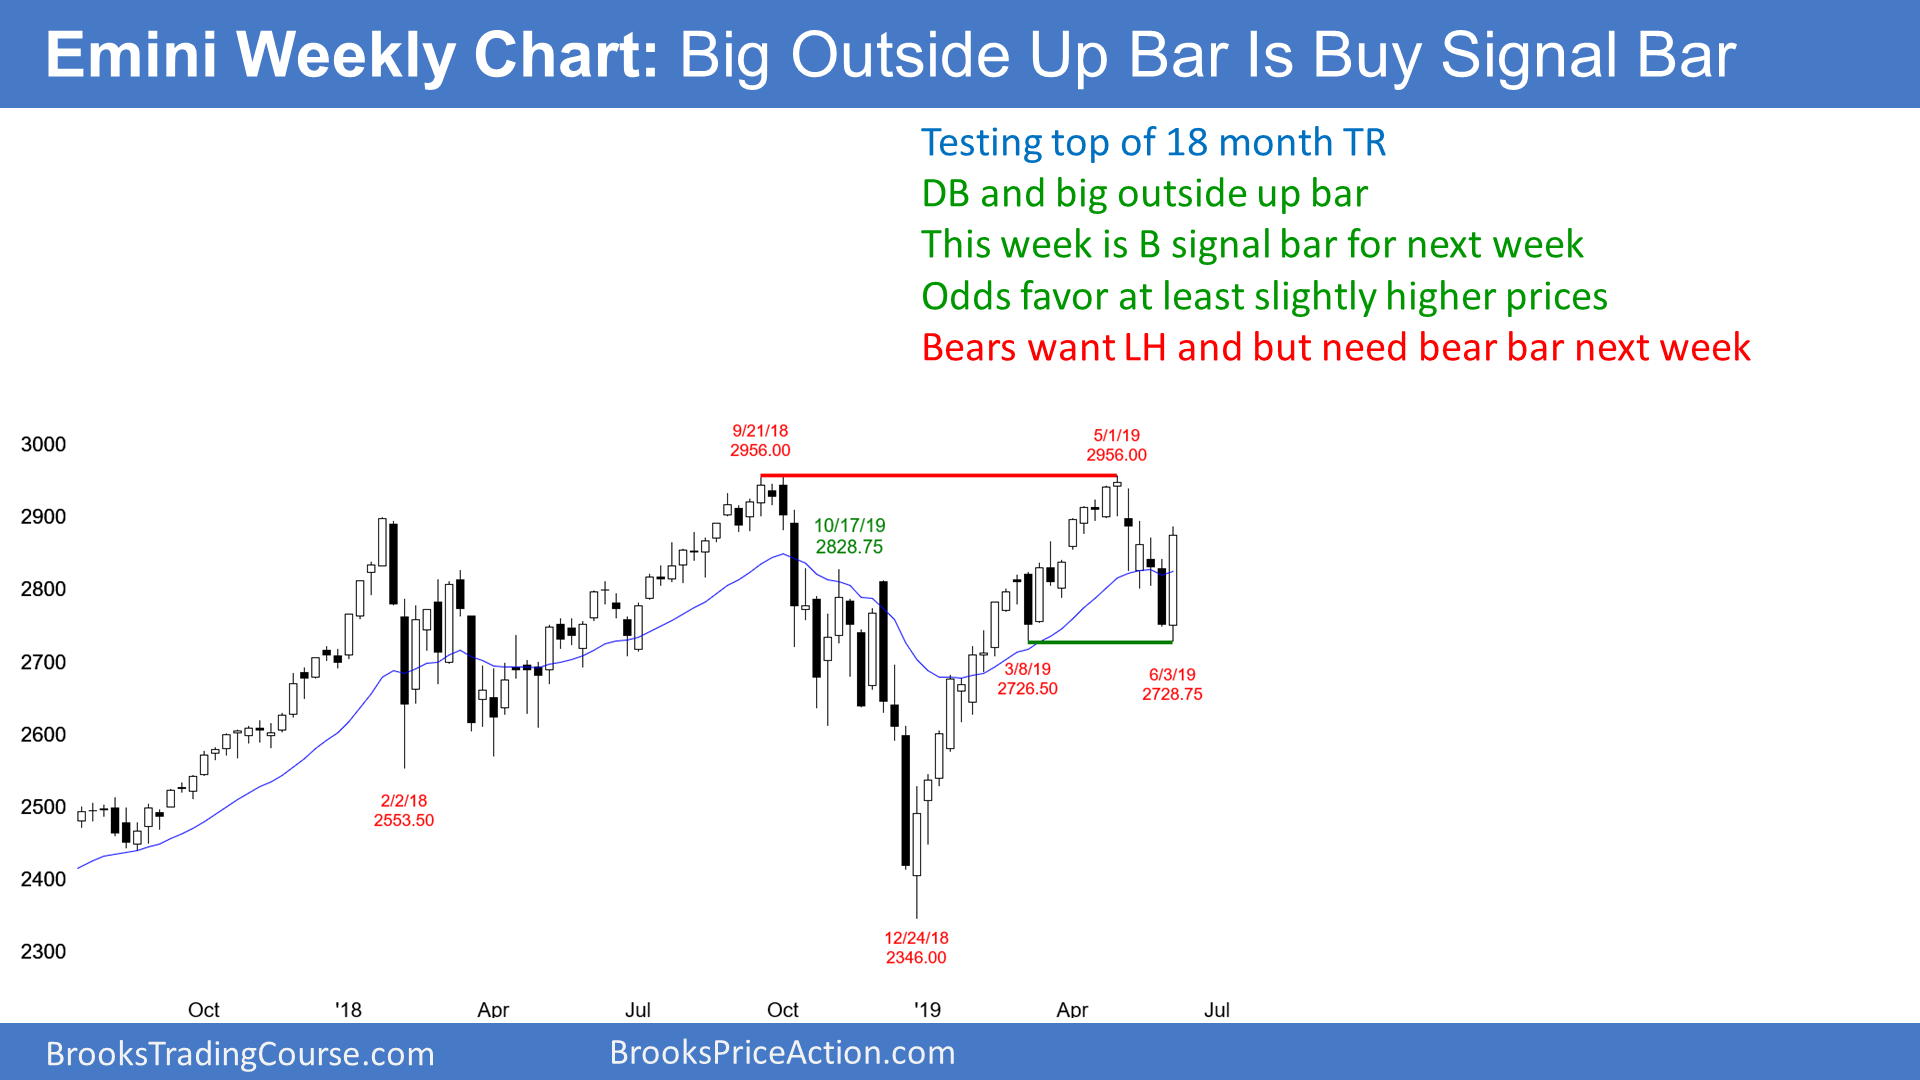 Emini Weekly Chart: Big Outside Up Bar Is Buy Signal Bar
Testing top of 18 month TR
DB and big outside up bar
This week is B signal bar for next week
Odds favor at least slightly higher prices
Bears want LH and but need bear bar next week
3000
2900
2800
2700
2600
2500
2400
2300
9/21/18
2956.00
5/1/19
2956.00
10/17/19
2828.75
3/8/19
2726.50
6/3/19
2728.75
2/2/18
2553.50
12/24/18
2346.00
Oct '18 Apr Jul Oct '19 Apr Jul
BrooksTradingCourse.com
BrooksPriceAction.com